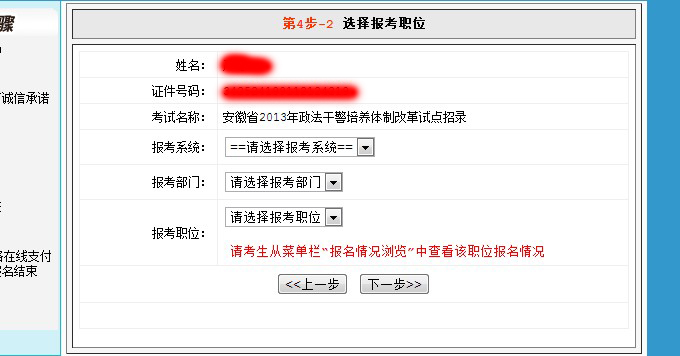 骤
第4步-2 选择报考职位
姓名:
证件号码:
诚信承诺
考试名称: 安徽省2013年政法干警培养体制改革试点招录
报考系统: ==请选择报考系统==
报考部门: 请选择报考部门
报考职位: 请选择报考职位
请考生从菜单栏“报名情况浏览”中查看该职位报名情况
在线支付
名结束
<<上一步 下一步>>